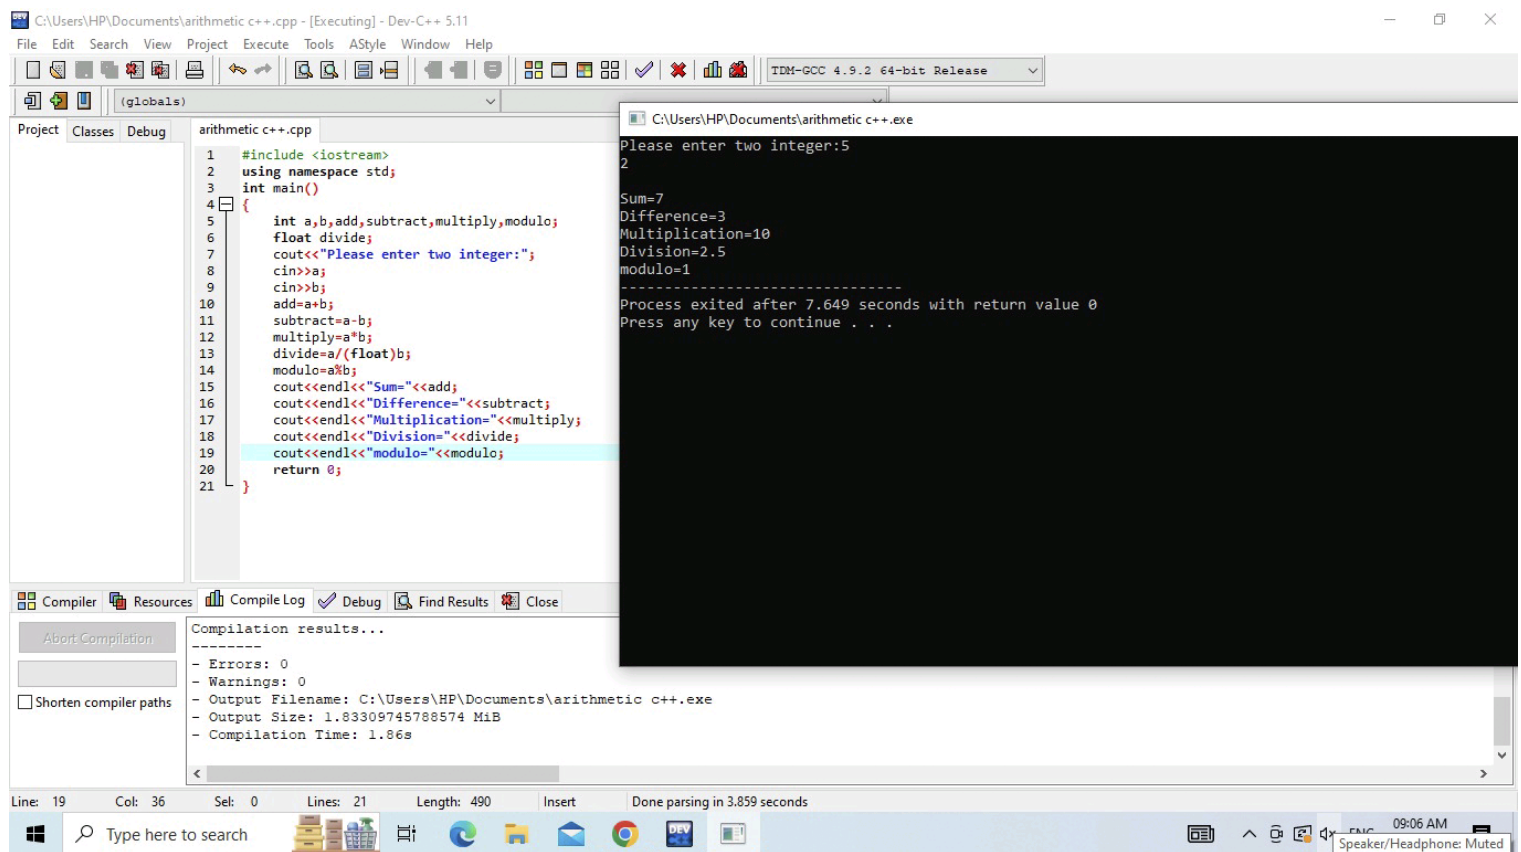 C:\Users\HP\Documents\arithmetic c++.cpp - [Executing] - Dev-C++ 5.11
File Edit Search View Project Execute Tools AStyle Window Help
TDM-GCC 4.9.2 64-bit Release
(globals)
Project Classes Debug
arithmetic c++.cpp
1 #include <iostream>
2 using namespace std;
3 int main()
4 {
5 int a,b,add,subtract,multiply,modulo;
6 float divide;
7 cout<<"Please enter two integer:";
8 cin>>a;
9 cin>>b;
10 add=a+b;
11 subtract=a-b;
12 multiply=a*b;
13 divide=a/(float)b;
14 modulo=a%b;
15 cout<<endl<<"Sum="<<add;
16 cout<<endl<<"Difference="<<subtract;
17 cout<<endl<<"Multiplication="<<multiply;
18 cout<<endl<<"Division="<<divide;
19 cout<<endl<<"modulo="<<modulo;
20 return 0;
21 }
C:\Users\HP\Documents\arithmetic c++.exe
Please enter two integer:5
2
Sum=7
Difference=3
Multiplication=10
Division=2.5
modulo=1
--------------------------------
Process exited after 7.649 seconds with return value 0
Press any key to continue . . .
Compiler Resources Compile Log Debug Find Results Close
Abort Compilation
Shorten compiler paths
Compilation results...
--------
- Errors: 0
- Warnings: 0
- Output Filename: C:\Users\HP\Documents\arithmetic c++.exe
- Output Size: 1.83309745788574 MiB
- Compilation Time: 1.86s
Line: 19 Col: 36 Sel: 0 Lines: 21 Length: 490 Insert Done parsing in 3.859 seconds
Type here to search
DEV
09:06 AM
Speaker/Headphone: Muted